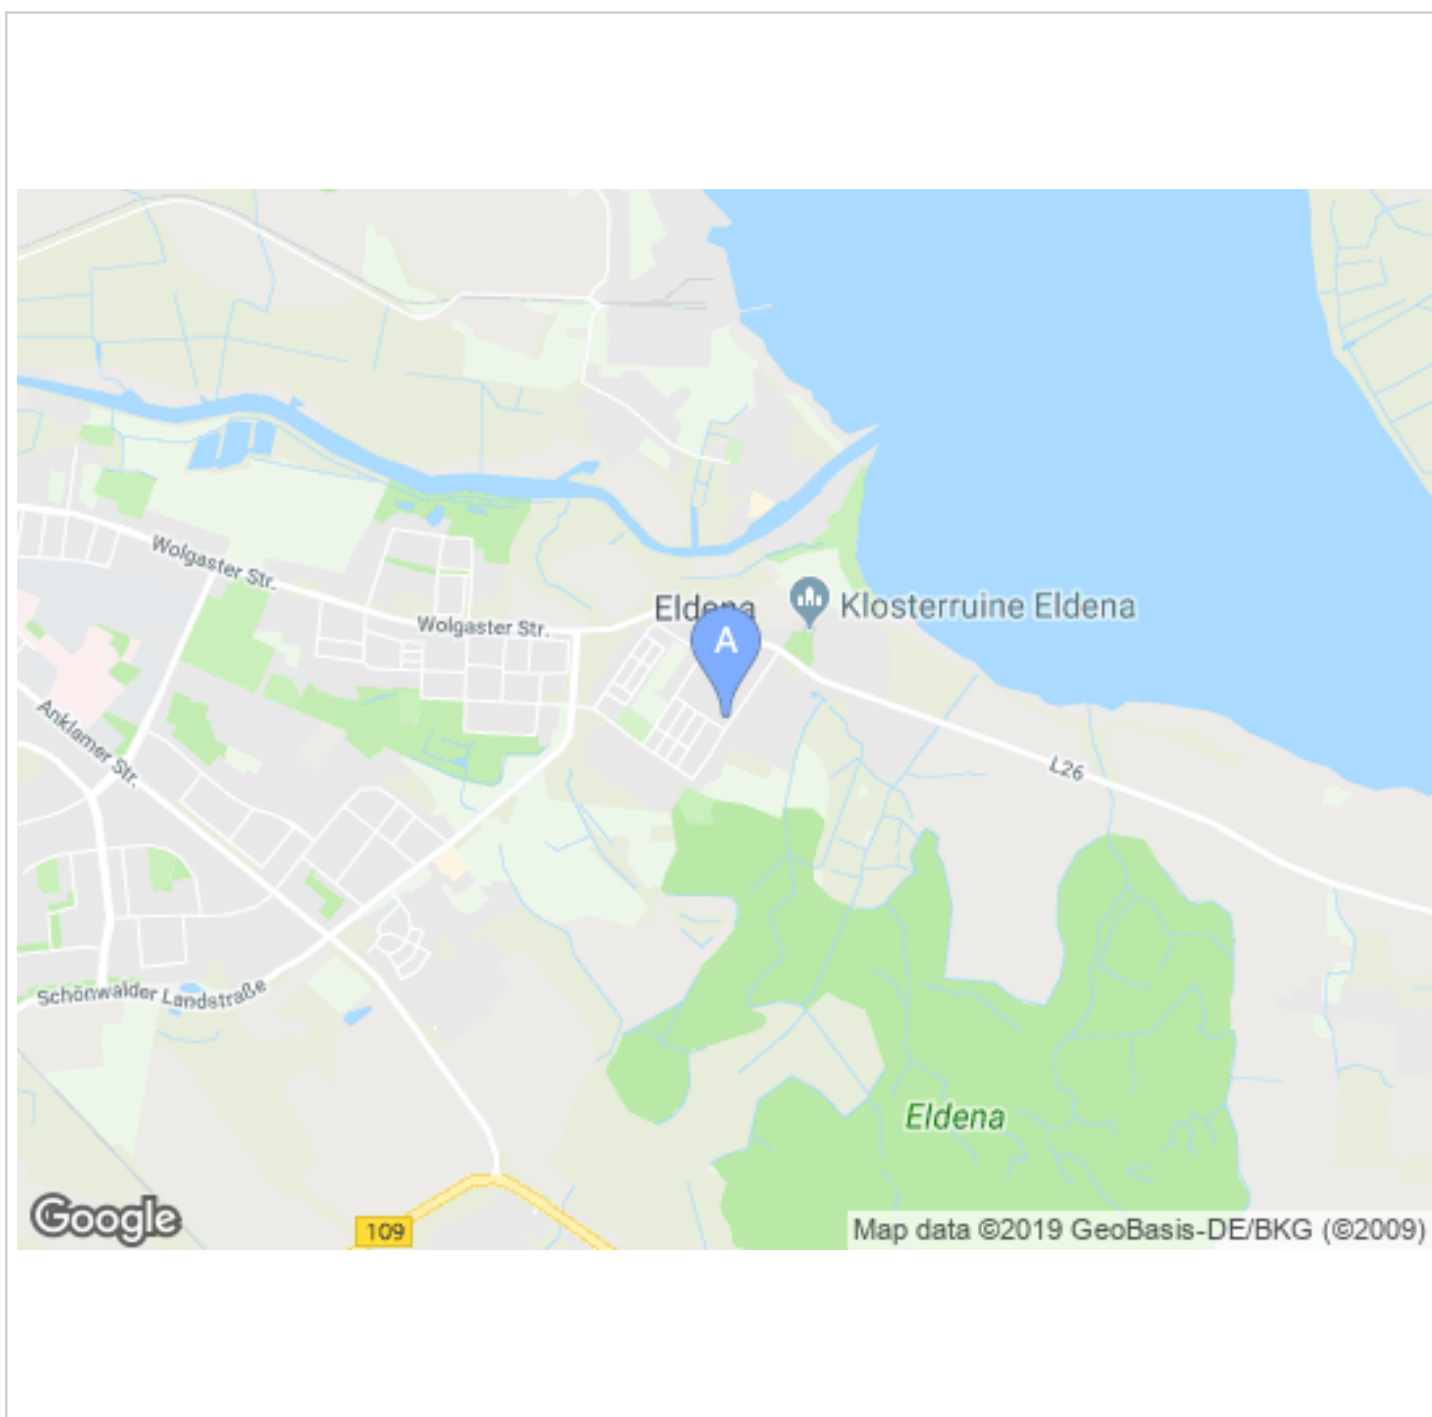 Wolgaster Str.
Wolgaster Str.
Eldena
Klosterruine Eldena
A
Anklamer Str.
L26
Schönwalder Landstraße
Eldena
Google
109
Map data ©2019 GeoBasis-DE/BKG (©2009)